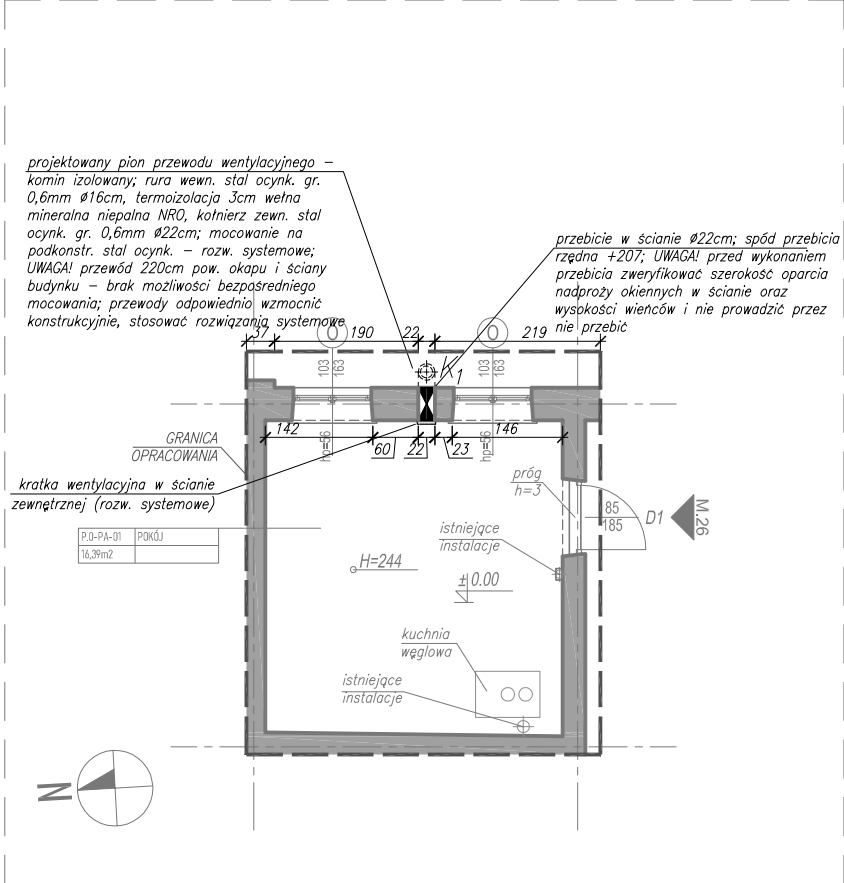 projektowany pion przewodu wentylacyjnego –
komin izolowany; rura wewn. stal ocynk. gr.
0,6mm ø16cm, termoizolacja 3cm wełna
mineralna niepalna NRO, kołnierz zewn. stal
ocynk. gr. 0,6mm ø22cm; mocowanie na
podkonstr. stal ocynk. – rozw. systemowe;
UWAGA! przewód 220cm pow. okapu i ściany
budynku – brak możliwości bezpośredniego
mocowania; przewody odpowiednio wzmocnić
konstrukcyjnie, stosować rozwiązania systemowe
przebicie w ścianie ø22cm; spód przebicia
rzędna +207; UWAGA! przed wykonaniem
przebicia zweryfikować szerokość oparcia
nadproży okiennych w ścianie oraz
wysokości wieńców i nie prowadzić przez
nie przebić
37
190
22
219
O
O
103
163
103
163
K1
142
60
22
23
146
hp=56
hp=56
GRANICA
OPRACOWANIA
kratka wentylacyjna w ścianie
zewnętrznej (rozw. systemowe)
P.0-PA-01 POKÓJ
16,39m2
próg
h=3
85
185
D1
M.26
istniejące
instalacje
H=244
±0.00
kuchnia
węglowa
istniejące
instalacje
N